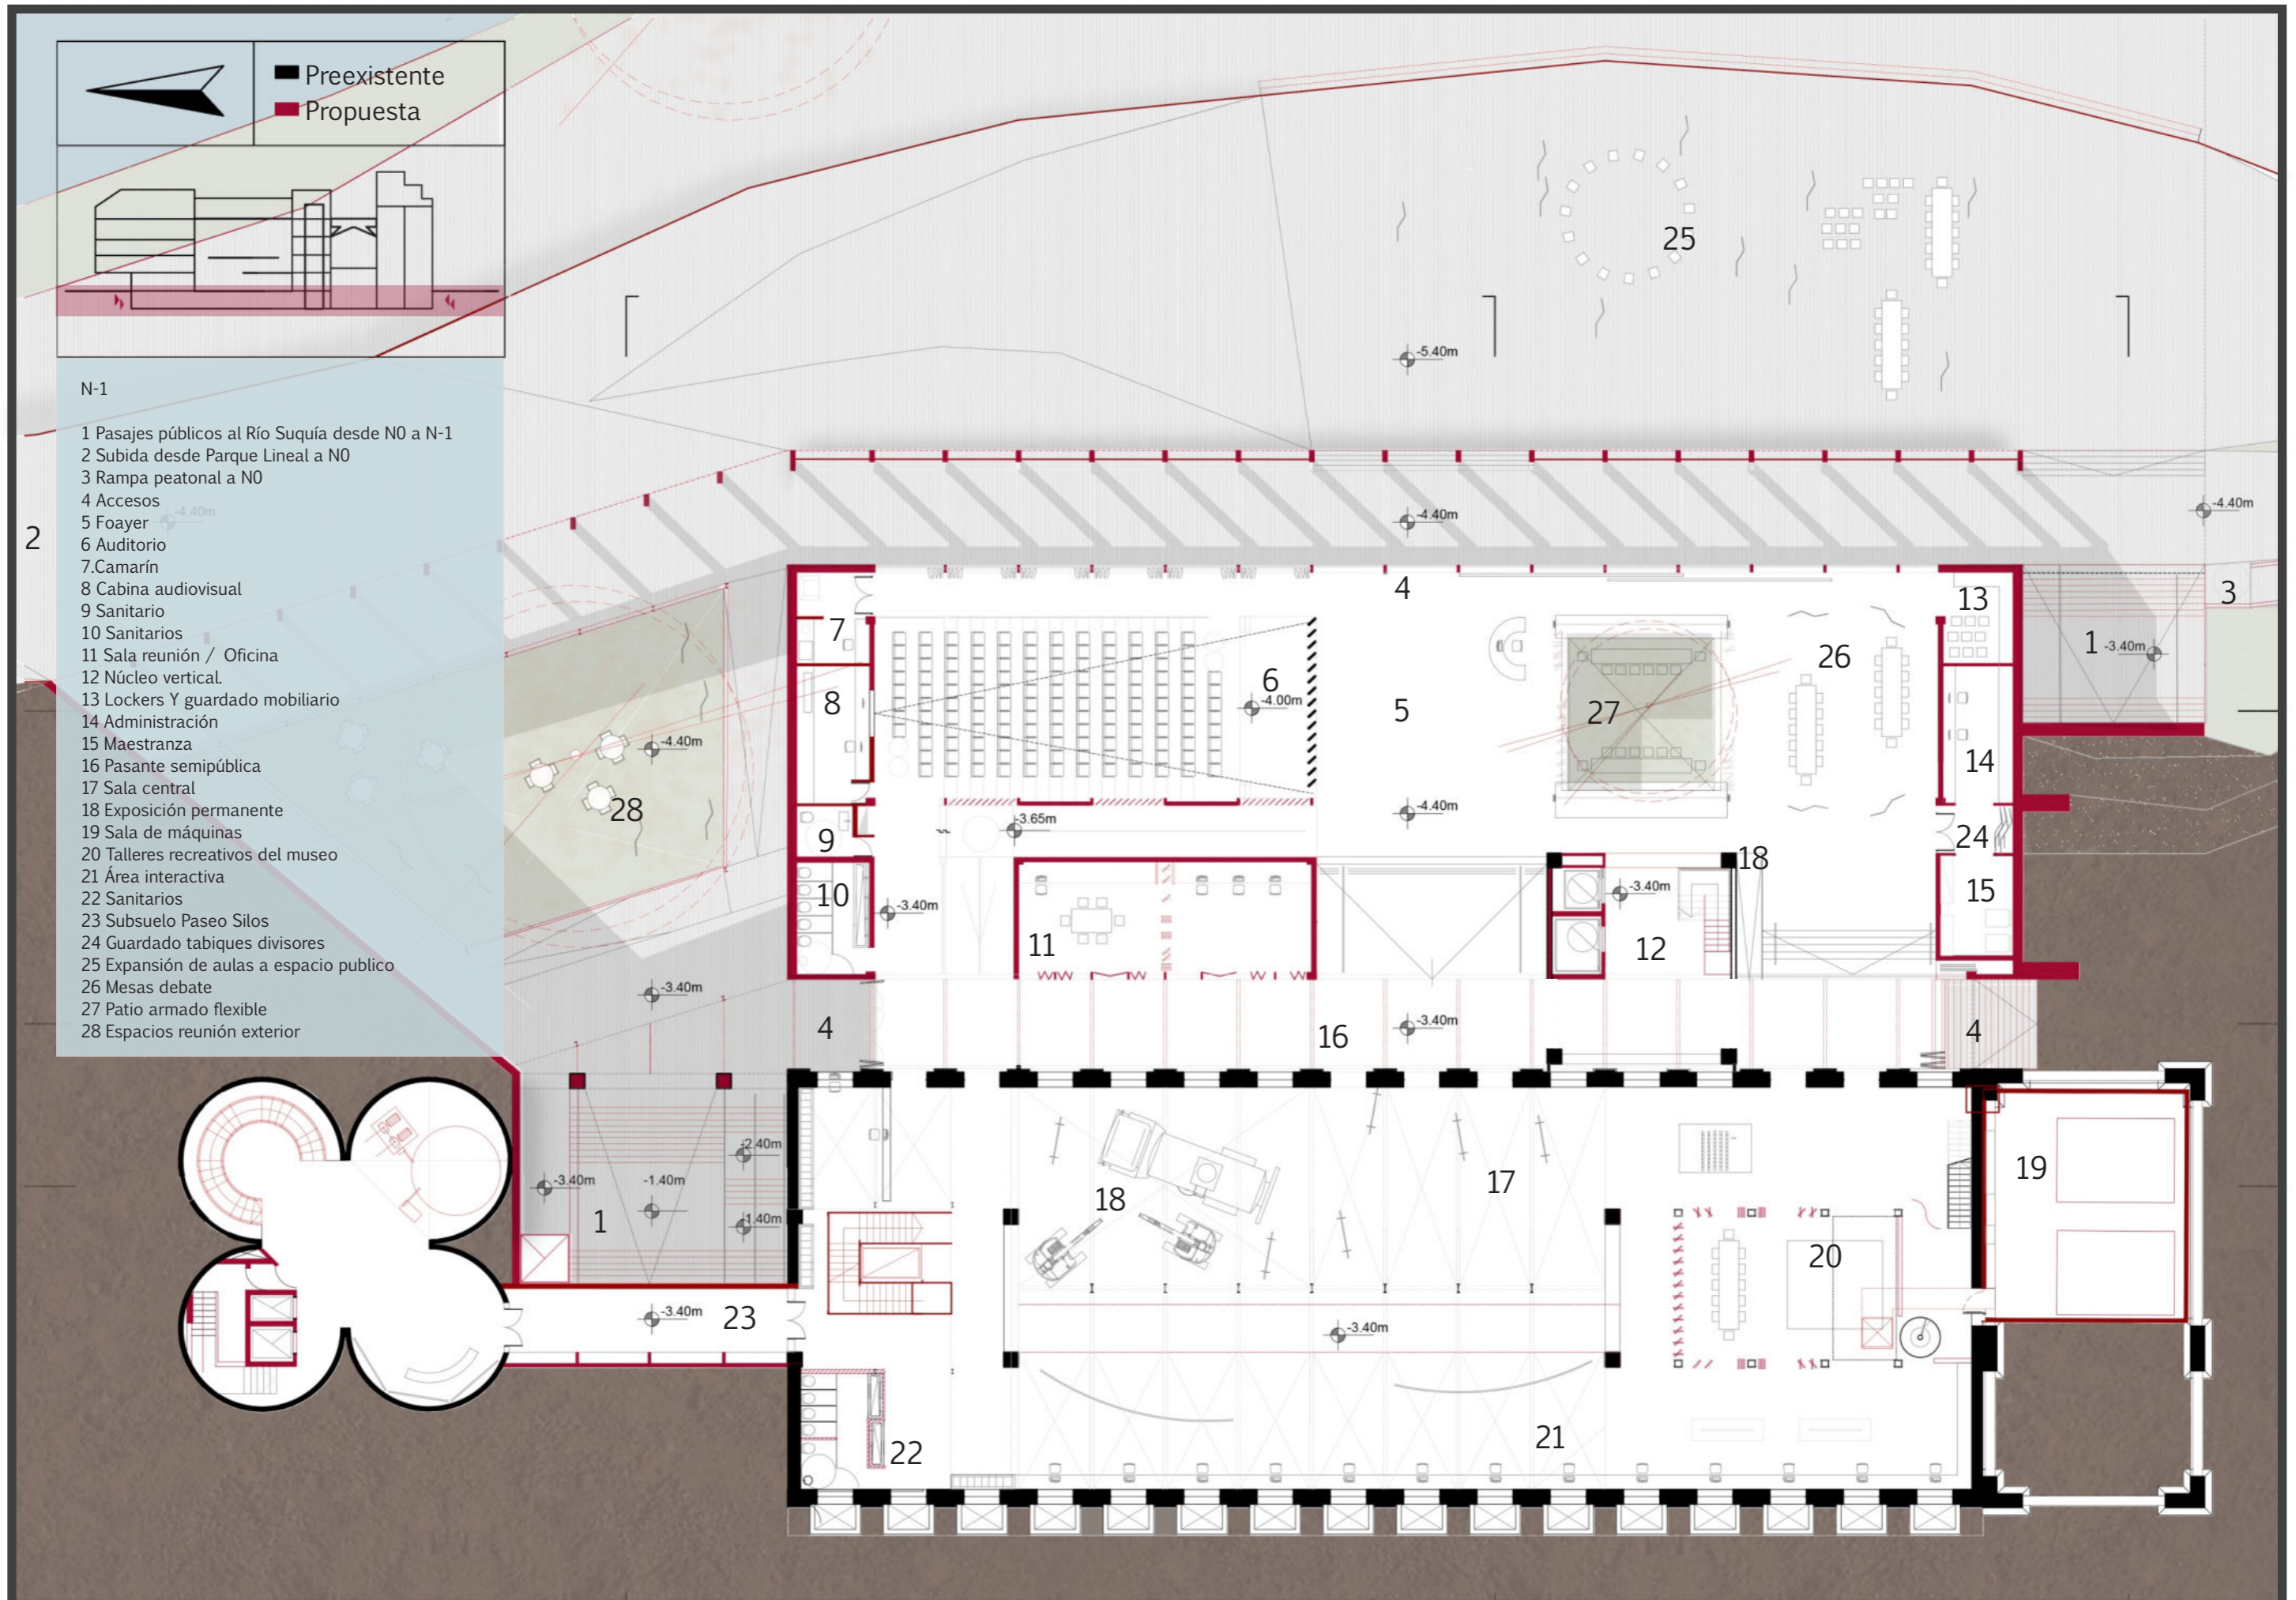 Preexistente
Propuesta
N-1
1 Pasajes públicos al Río Suquía desde N0 a N-1
2 Subida desde Parque Lineal a N0
3 Rampa peatonal a N0
4 Accesos
5 Foayer
6 Auditorio
7.Camarín
8 Cabina audiovisual
9 Sanitario
10 Sanitarios
11 Sala reunión / Oficina
12 Núcleo vertical.
13 Lockers Y guardado mobiliario
14 Administración
15 Maestranza
16 Pasante semipública
17 Sala central
18 Exposición permanente
19 Sala de máquinas
20 Talleres recreativos del museo
21 Área interactiva
22 Sanitarios
23 Subsuelo Paseo Silos
24 Guardado tabiques divisores
25 Expansión de aulas a espacio publico
26 Mesas debate
27 Patio armado flexible
28 Espacios reunión exterior
25
-5.40m
-4.40m
2
-4.40m
-4.40m
4
13
3
7
1
-3.40m
26
6
8
-4.00m
5
27
-4.40m
14
28
-4.40m
-3.65m
9
24
18
10
-3.40m
-3.40m
15
11
12
-3.40m
4
16
-3.40m
4
-2.40m
-3.40m
-1.40m
1
-1.40m
18
17
19
20
-3.40m
23
-3.40m
22
21